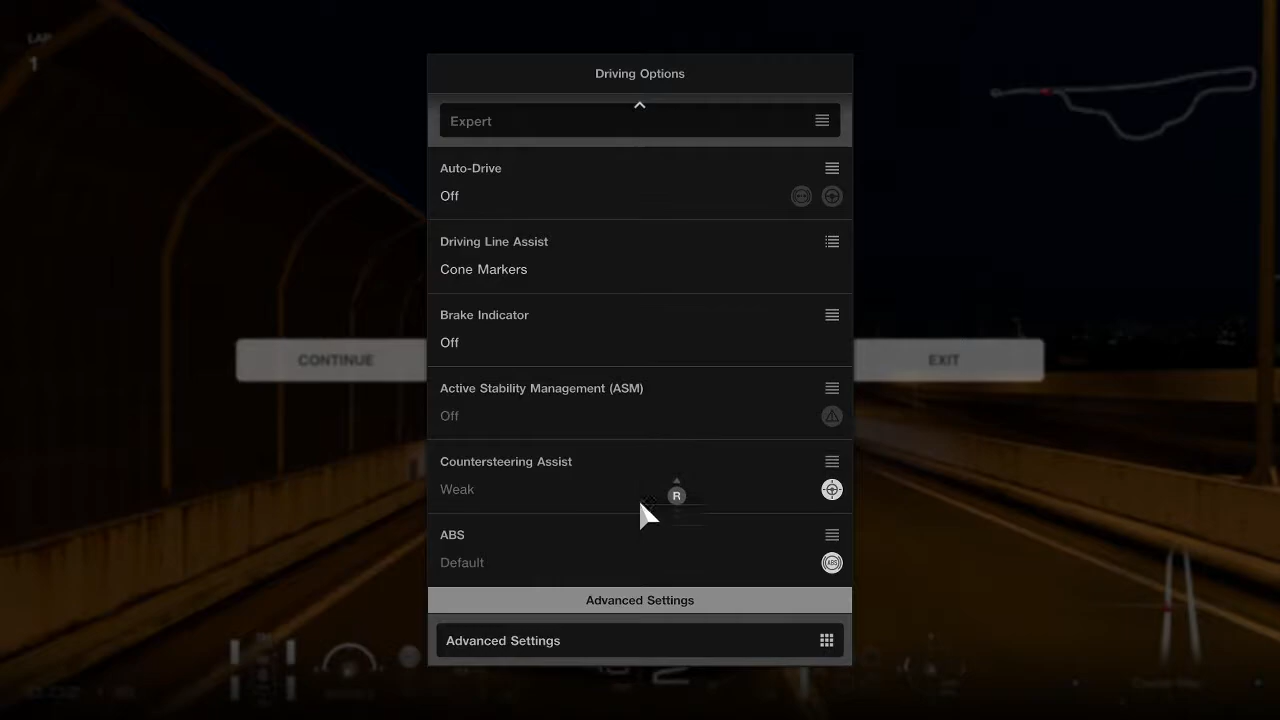 LAP
1
Driving Options
Expert
Auto-Drive
Off
Driving Line Assist
Cone Markers
Brake Indicator
Off
CONTINUE
EXIT
Active Stability Management (ASM)
Off
Countersteering Assist
Weak
R
ABS
Default
ABS
Advanced Settings
Advanced Settings